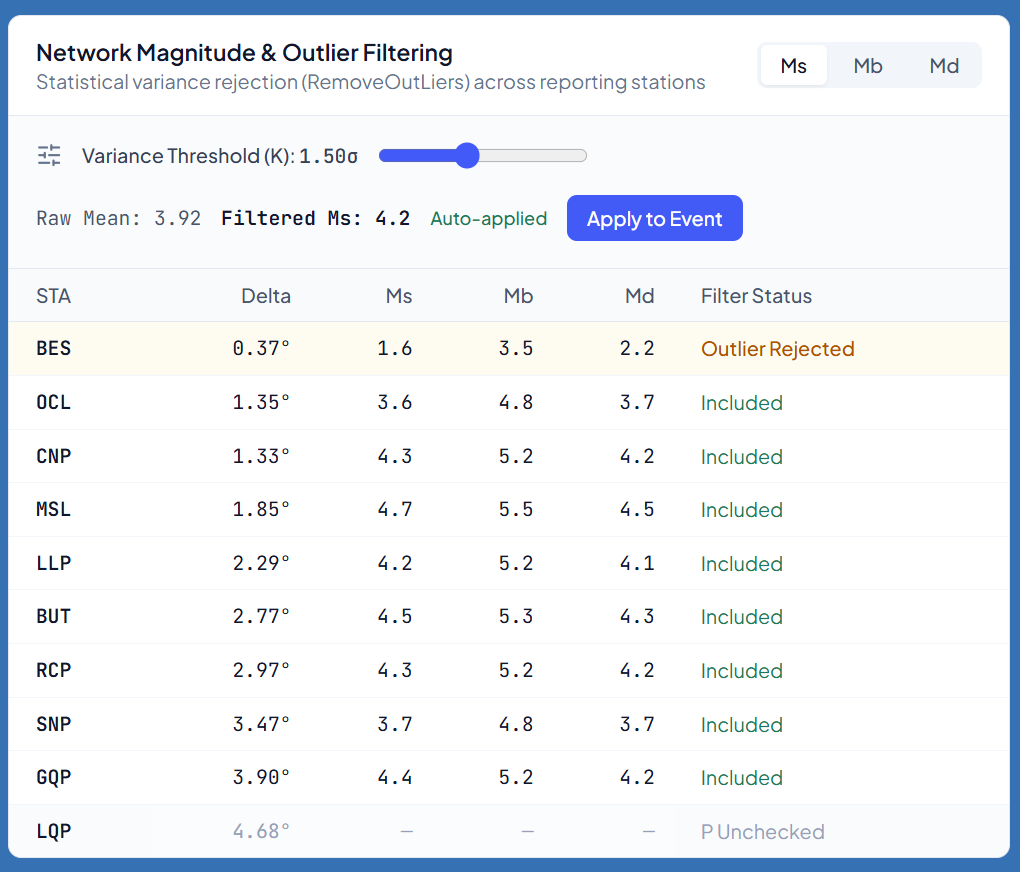 Network Magnitude & Outlier Filtering
Statistical variance rejection (RemoveOutLiers) across reporting stations
Ms Mb Md
Variance Threshold (K): 1.50σ
Raw Mean: 3.92 Filtered Ms: 4.2 Auto-applied Apply to Event
STA Delta Ms Mb Md Filter Status
BES 0.37° 1.6 3.5 2.2 Outlier Rejected
OCL 1.35° 3.6 4.8 3.7 Included
CNP 1.33° 4.3 5.2 4.2 Included
MSL 1.85° 4.7 5.5 4.5 Included
LLP 2.29° 4.2 5.2 4.1 Included
BUT 2.77° 4.5 5.3 4.3 Included
RCP 2.97° 4.3 5.2 4.2 Included
SNP 3.47° 3.7 4.8 3.7 Included
GQP 3.90° 4.4 5.2 4.2 Included
LQP 4.68° — — — P Unchecked